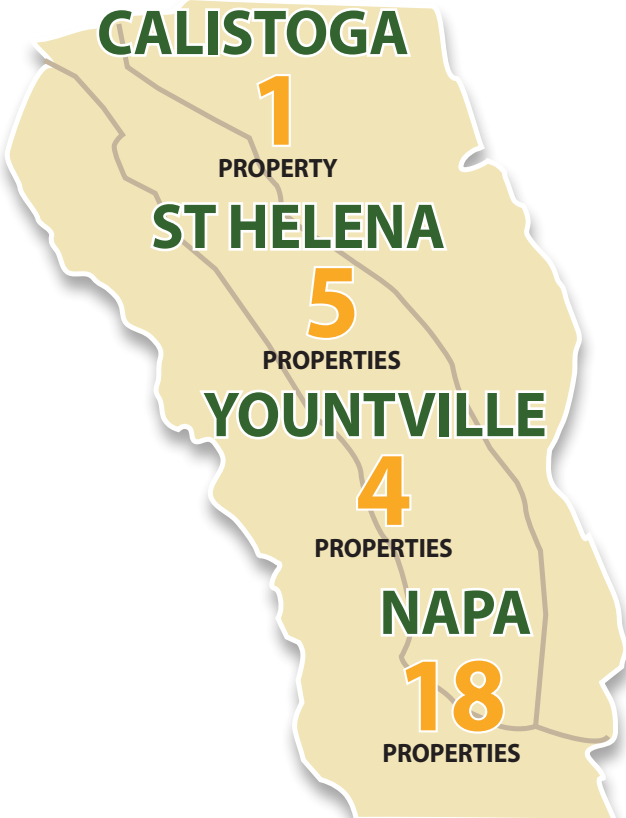 CALISTOGA
1
PROPERTY
ST HELENA
5
PROPERTIES
YOUNTVILLE
4
PROPERTIES
NAPA
18
PROPERTIES